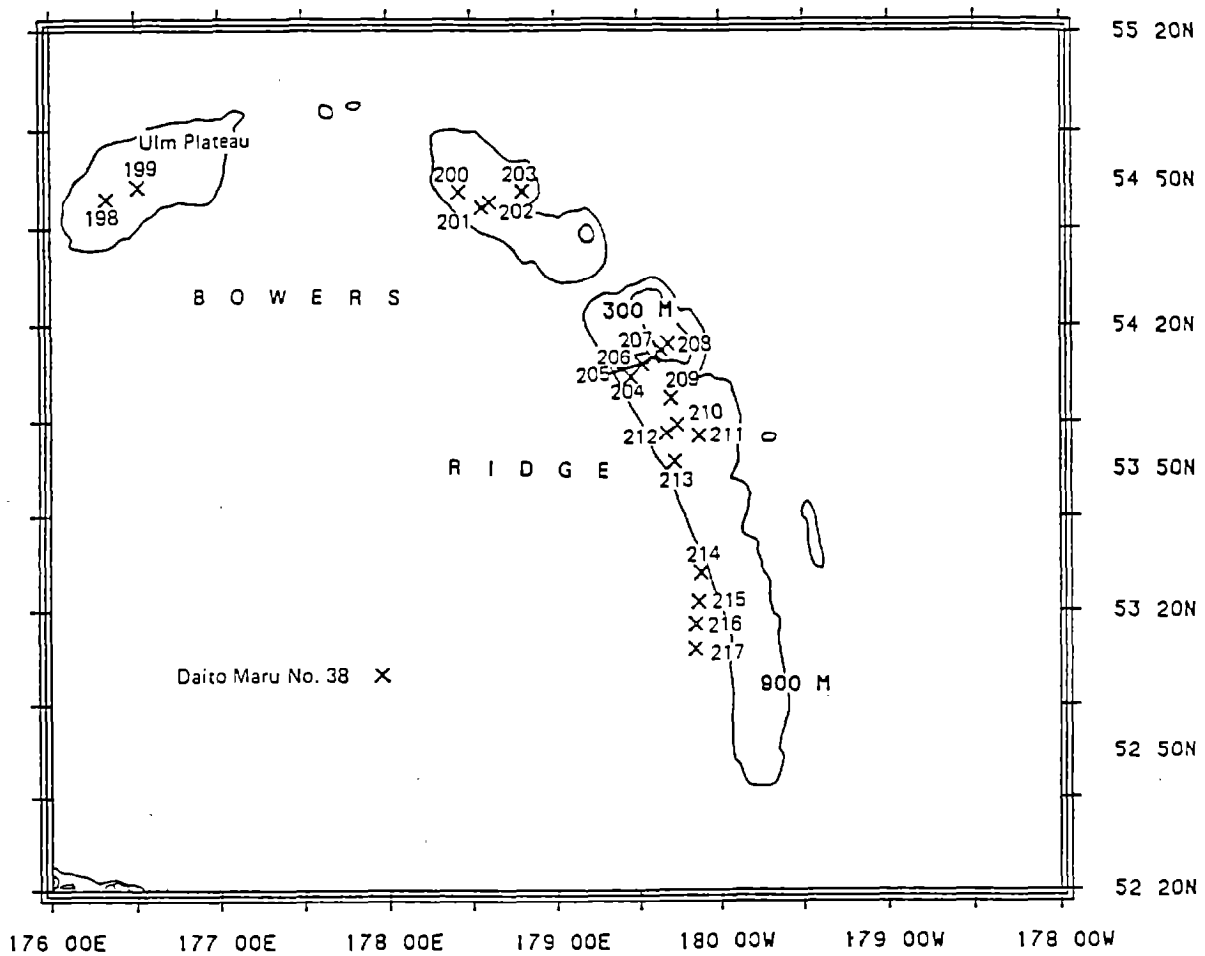 55 20N
Ulm Plateau
199
198
200
203
201
202
54 50N
BOWERS
300 M
54 20N
207
208
206
205
204
209
210
212
211
RIDGE
213
53 50N
214
215
53 20N
216
217
Daito Maru No. 38
900 M
52 50N
52 20N
176 00E
177 00E
178 00E
179 00E
180 00W
179 00W
178 00W